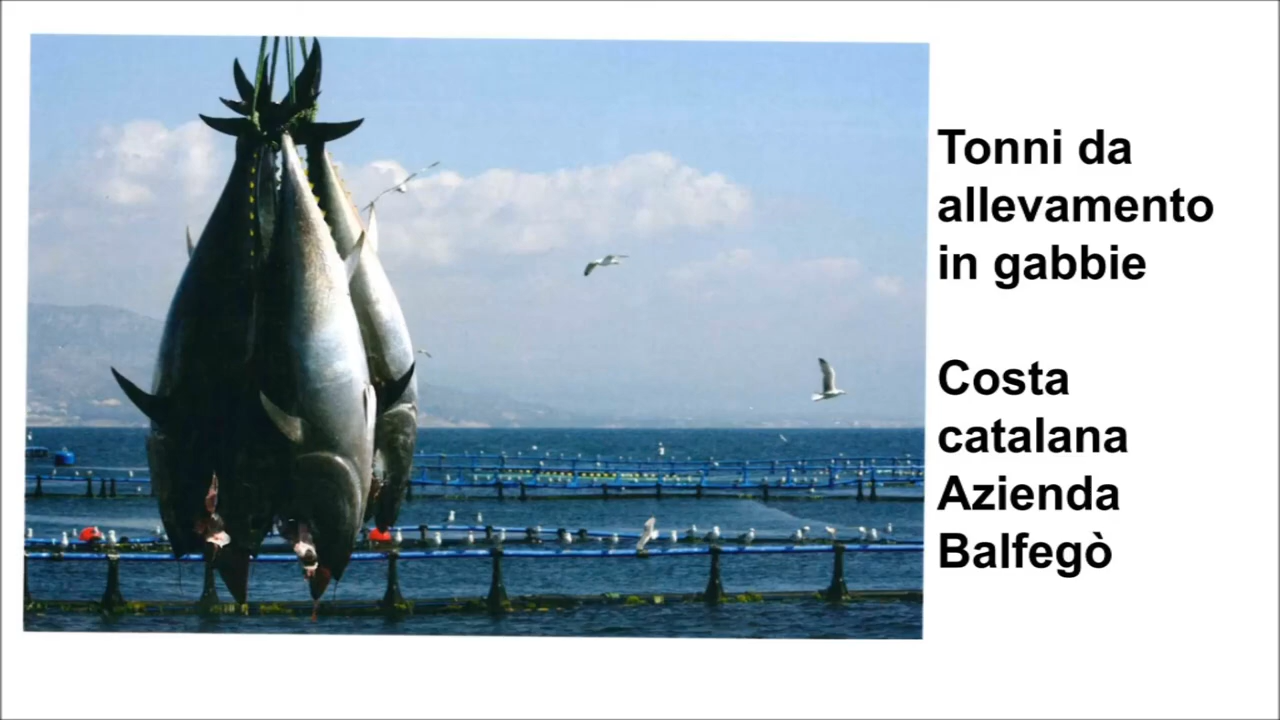 Tonni da
allevamento
in gabbie
Costa
catalana
Azienda
Balfegò